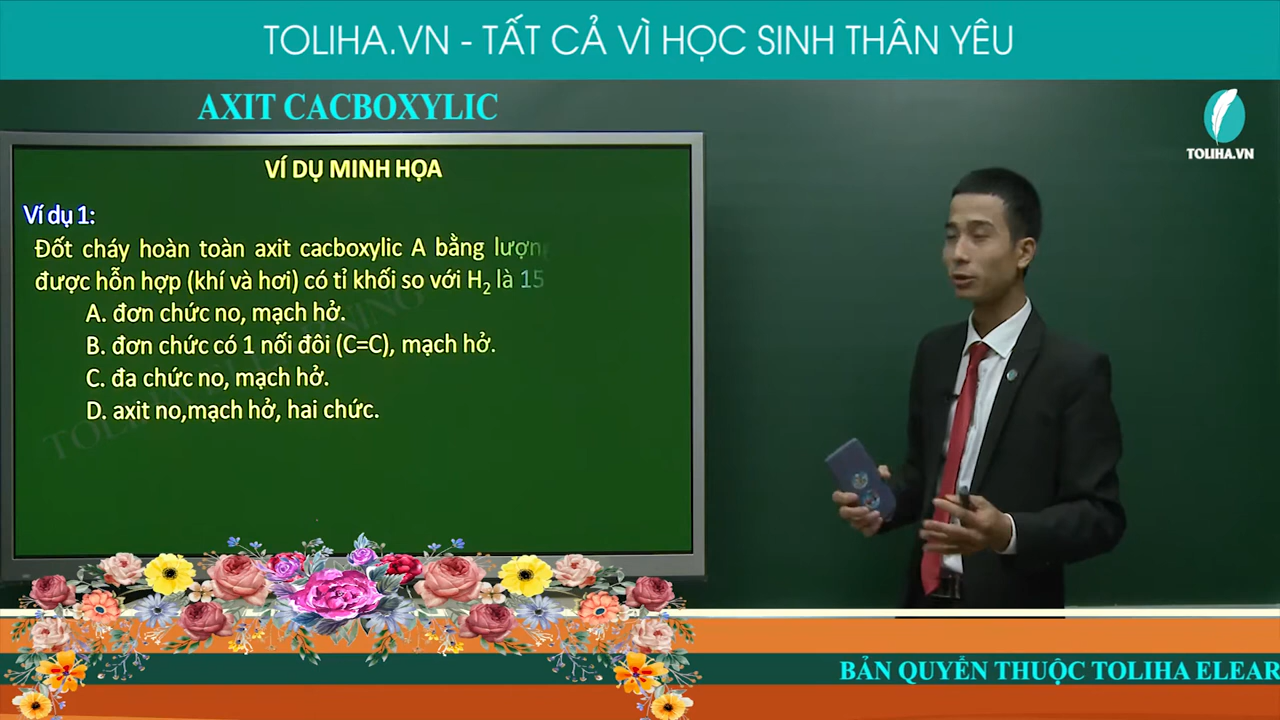 TOLIHA.VN - TẤT CẢ VÌ HỌC SINH THÂN YÊU
AXIT CACBOXYLIC
TOLIHA.VN
VÍ DỤ MINH HỌA
Ví dụ 1:
Đốt cháy hoàn toàn axit cacboxylic A bằng lượng
được hỗn hợp (khí và hơi) có tỉ khối so với H2 là 15
A. đơn chức no, mạch hở.
B. đơn chức có 1 nối đôi (C=C), mạch hở.
C. đa chức no, mạch hở.
D. axit no,mạch hở, hai chức.
BẢN QUYỄN THUỘC TOLIHA ELEAR